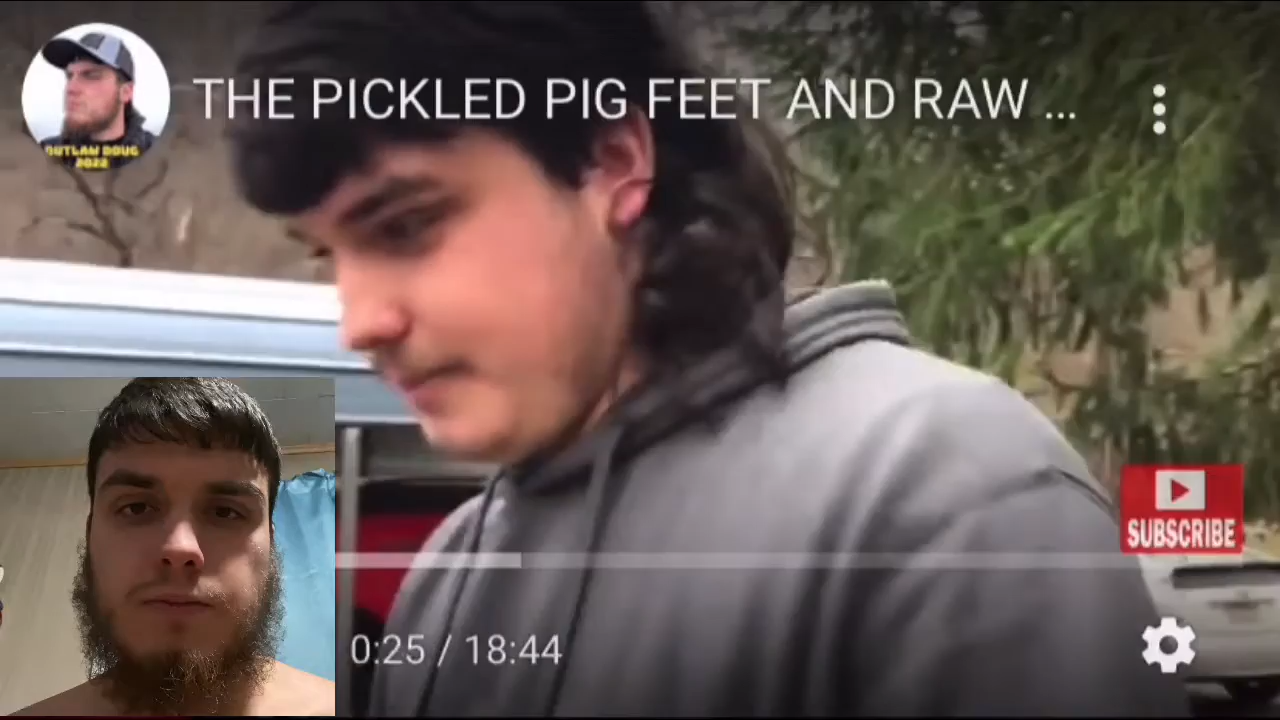 THE PICKLED PIG FEET AND RAW ...
OUTLAW DOUG
2022
SUBSCRIBE
0:25 / 18:44